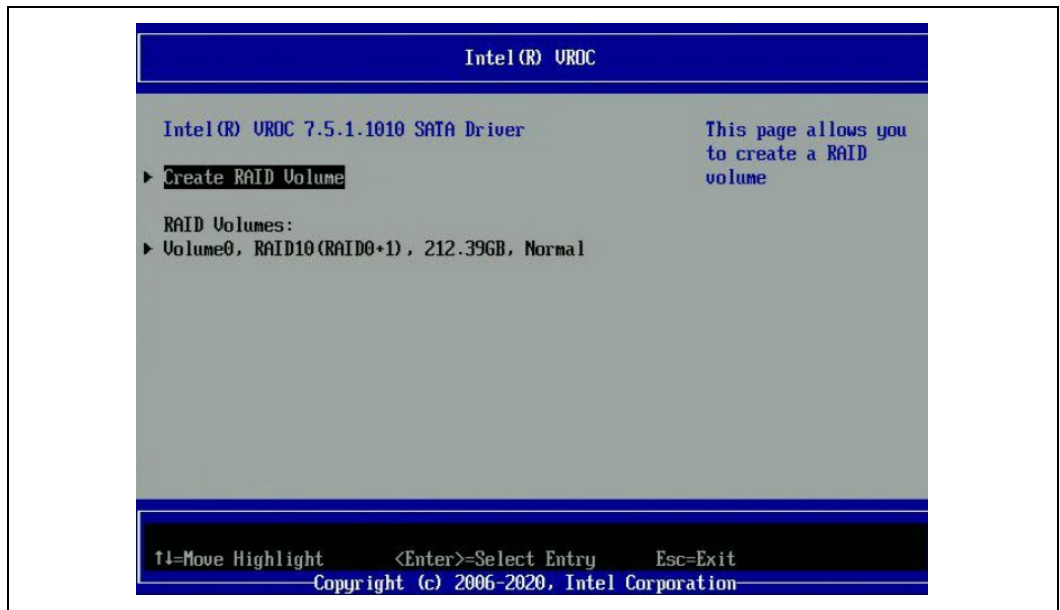 Intel(R) VROC
Intel(R) VROC 7.5.1.1010 SATA Driver
This page allows you
to create a RAID
volume
Create RAID Volume
RAID Volumes:
Volume0, RAID10(RAID0+1), 212.39GB, Normal
↑↓=Move Highlight <Enter>=Select Entry Esc=Exit
Copyright (c) 2006-2020, Intel Corporation